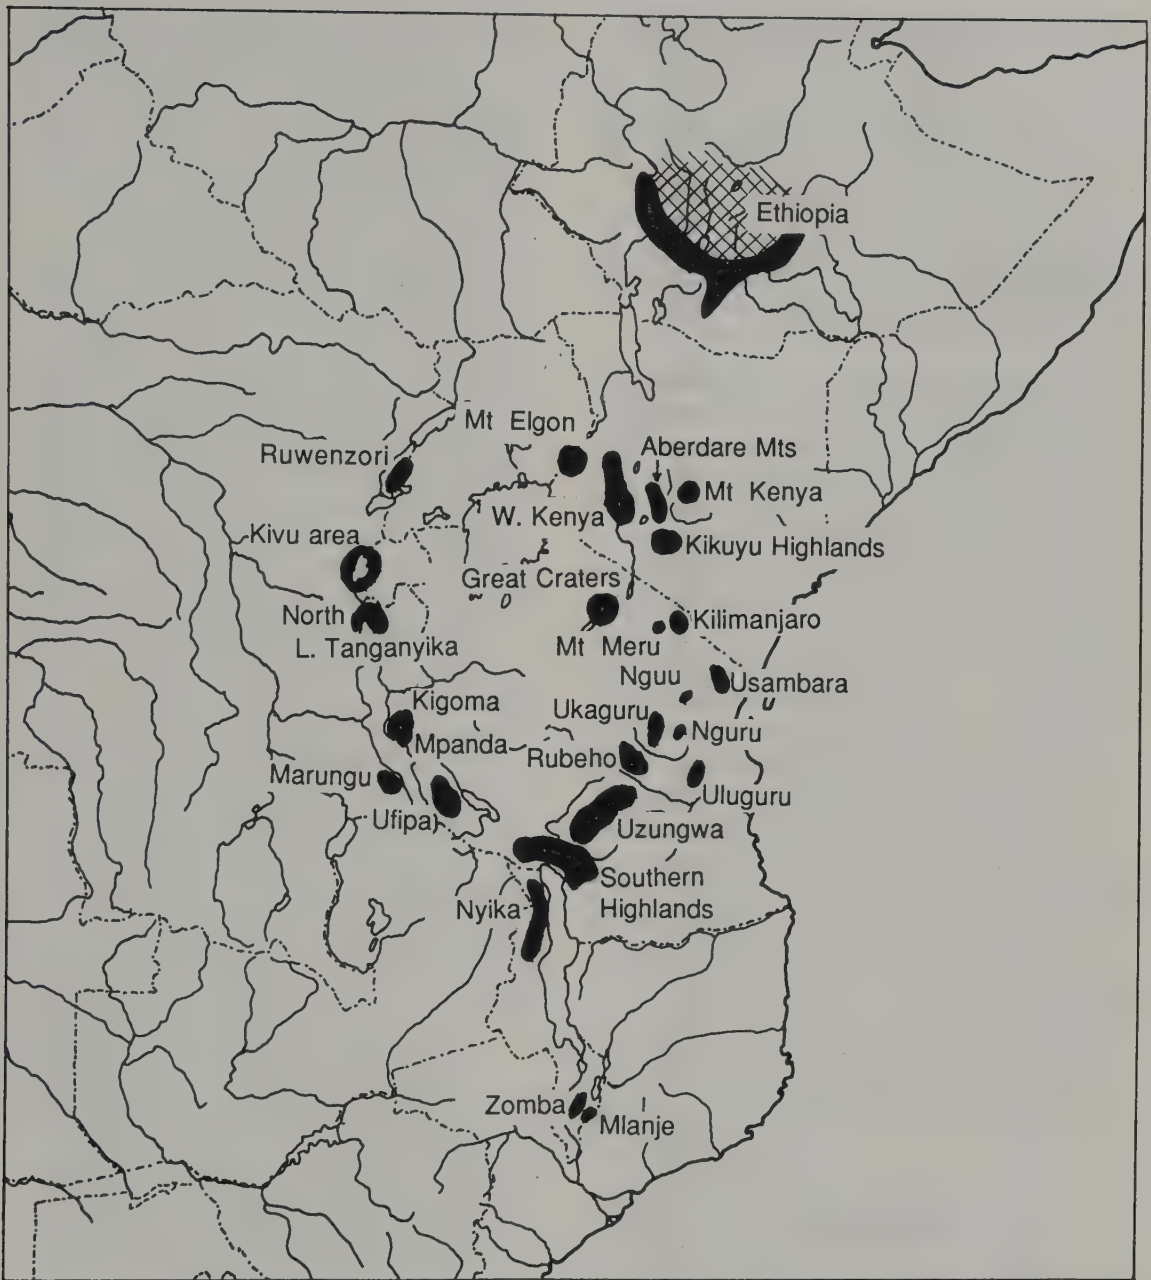 Ethiopia
Mt Elgon
Aberdare Mts
Ruwenzori
Mt Kenya
W. Kenya
Kivu area
Kikuyu Highlands
Great Craters
North
L. Tanganyika
Kilimanjaro
Mt Meru
Nguu
Usambara
Kigoma
Mpanda
Ukaguru
Nguru
Rubeho
Marungu
Uluguru
Ufipa
Uzungwa
Southern
Highlands
Nyika
Zomba
Mlanje